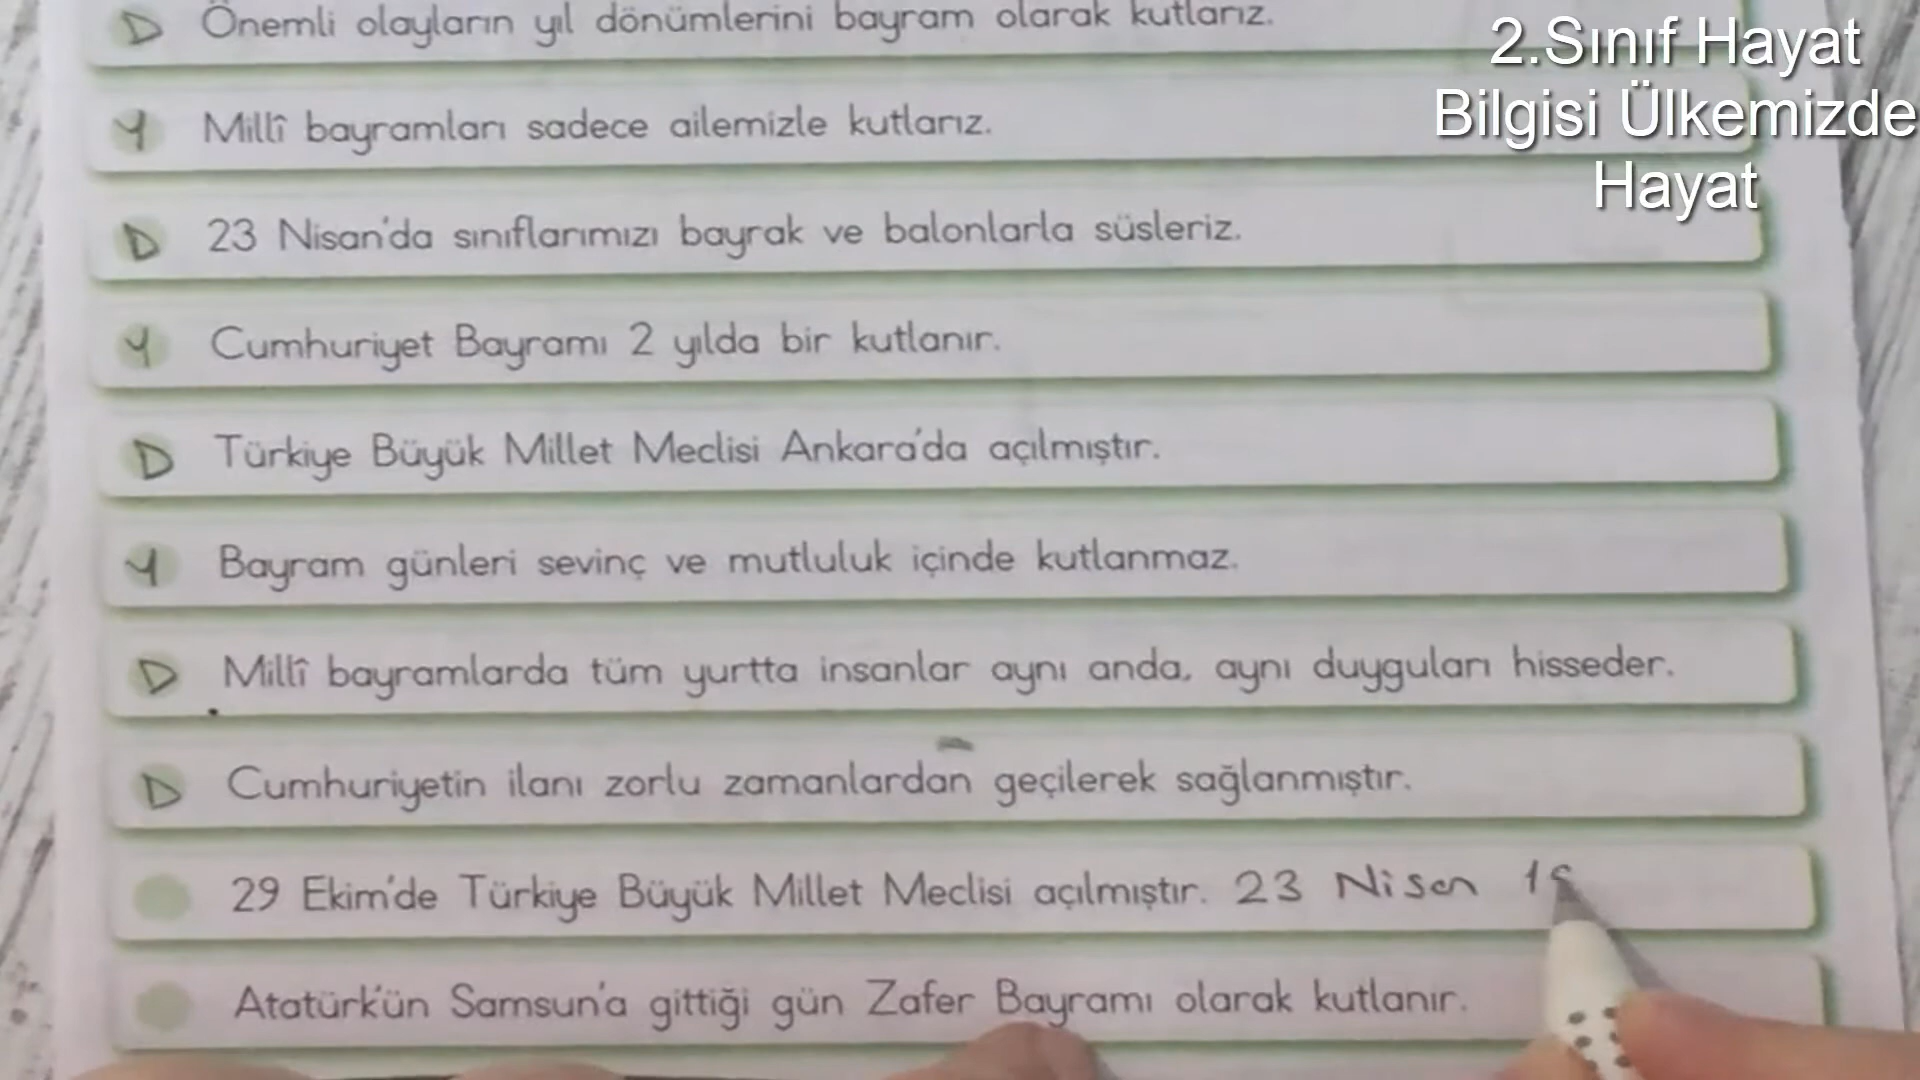 2.Sınıf Hayat
Bilgisi Ülkemizde
Hayat
D Önemli olayların yıl dönümlerini bayram olarak kutlarız.
Y Millî bayramları sadece ailemizle kutlarız.
D 23 Nisan'da sınıflarımızı bayrak ve balonlarla süsleriz.
Y Cumhuriyet Bayramı 2 yılda bir kutlanır.
D Türkiye Büyük Millet Meclisi Ankara'da açılmıştır.
Y Bayram günleri sevinç ve mutluluk içinde kutlanmaz.
D Millî bayramlarda tüm yurtta insanlar aynı anda, aynı duyguları hisseder.
D Cumhuriyetin ilanı zorlu zamanlardan geçilerek sağlanmıştır.
29 Ekim'de Türkiye Büyük Millet Meclisi açılmıştır. 23 Nisan
Atatürk'ün Samsun'a gittiği gün Zafer Bayramı olarak kutlanır.